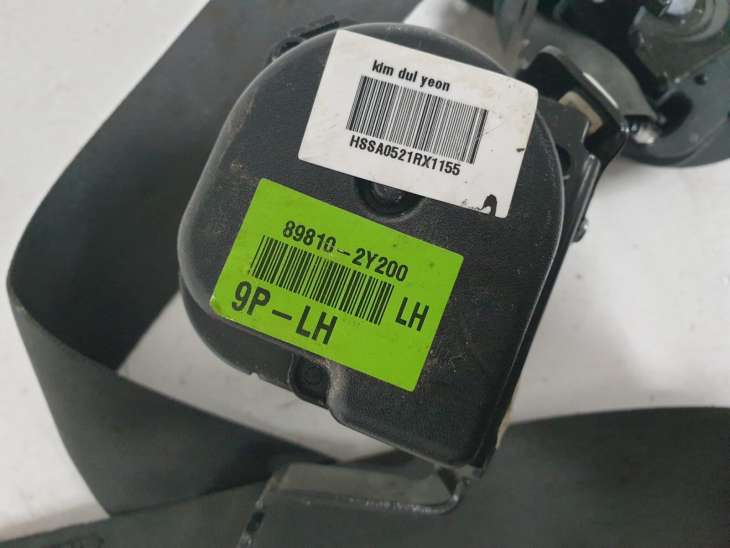 kim dul yeon
HSSA0521RX1155
89810-2Y200
LH
9P-LH